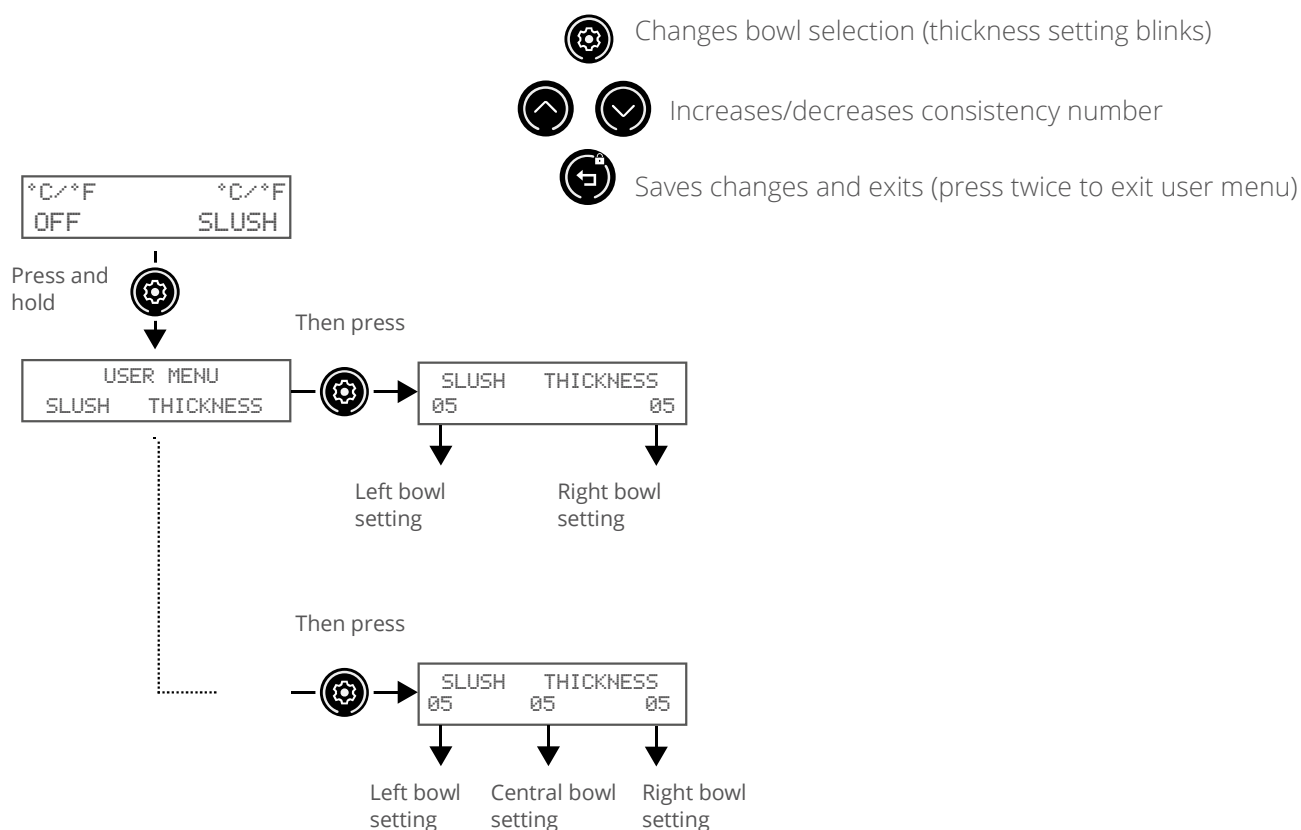 Changes bowl selection (thickness setting blinks)
Increases/decreases consistency number
Saves changes and exits (press twice to exit user menu)
°C/°F °C/°F
OFF SLUSH
Press and
hold
Then press
USER MENU
SLUSH THICKNESS
SLUSH THICKNESS
05 05
Left bowl
setting
Right bowl
setting
Then press
SLUSH THICKNESS
05 05 05
Left bowl
setting
Central bowl
setting
Right bowl
setting